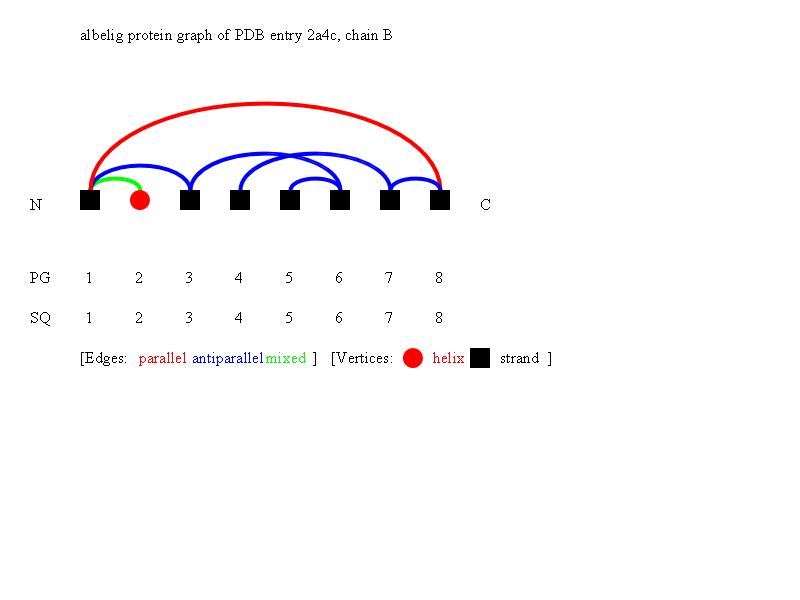 albelig protein graph of PDB entry 2a4c, chain B
N C
PG 1 2 3 4 5 6 7 8
SQ 1 2 3 4 5 6 7 8
[Edges: parallel antiparallel mixed ] [Vertices: helix strand ]